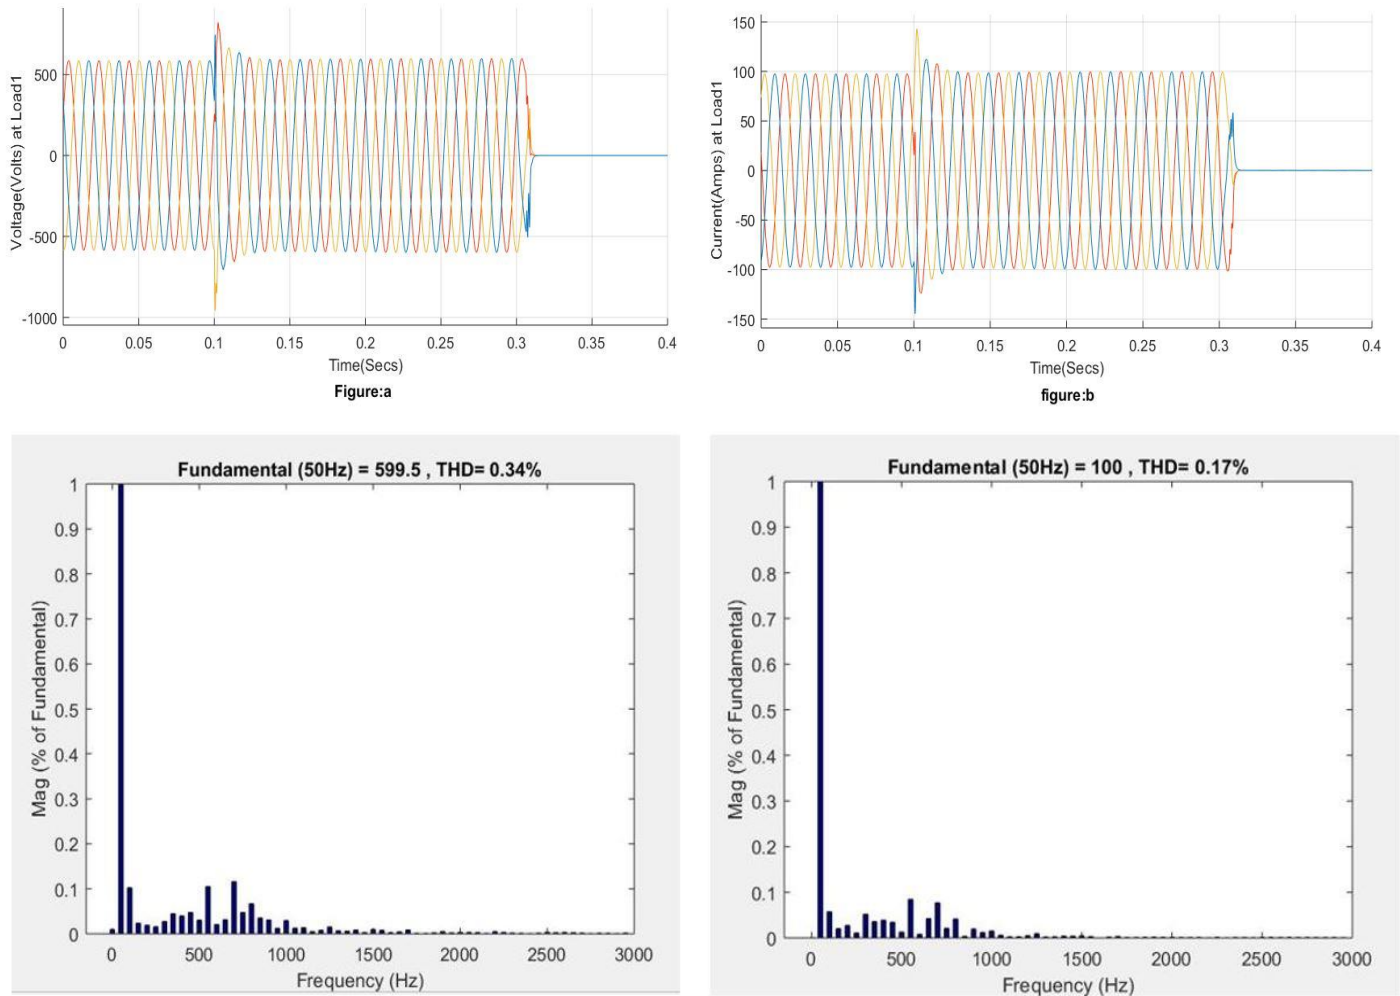 Voltage(Volts) at Load1
500
0
-500
-1000
0 0.05 0.1 0.15 0.2 0.25 0.3 0.35 0.4
Time(Secs)
Figure:a
Current(Amps) at Load1
150
100
50
0
-50
-100
-150
0 0.05 0.1 0.15 0.2 0.25 0.3 0.35 0.4
Time(Secs)
figure:b
Fundamental (50Hz) = 599.5 , THD= 0.34%
Mag (% of Fundamental)
1
0.9
0.8
0.7
0.6
0.5
0.4
0.3
0.2
0.1
0
0 500 1000 1500 2000 2500 3000
Frequency (Hz)
Fundamental (50Hz) = 100 , THD= 0.17%
Mag (% of Fundamental)
1
0.9
0.8
0.7
0.6
0.5
0.4
0.3
0.2
0.1
0
0 500 1000 1500 2000 2500 3000
Frequency (Hz)